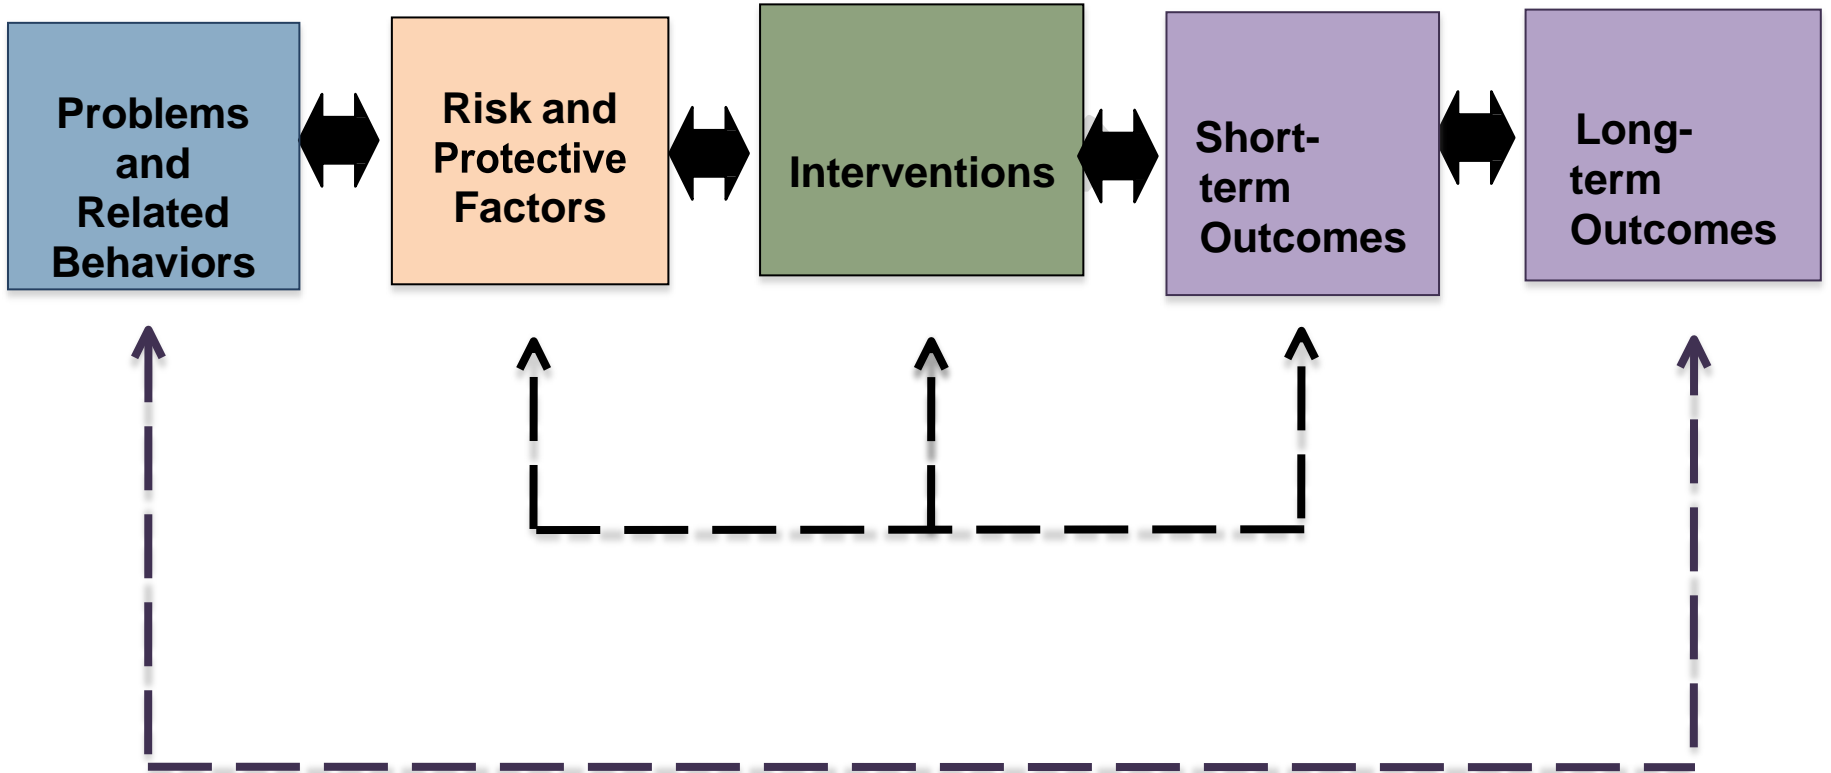 Problems
and
Related
Behaviors
Risk and
Protective
Factors
Interventions
Short-
term
Outcomes
Long-
term
Outcomes